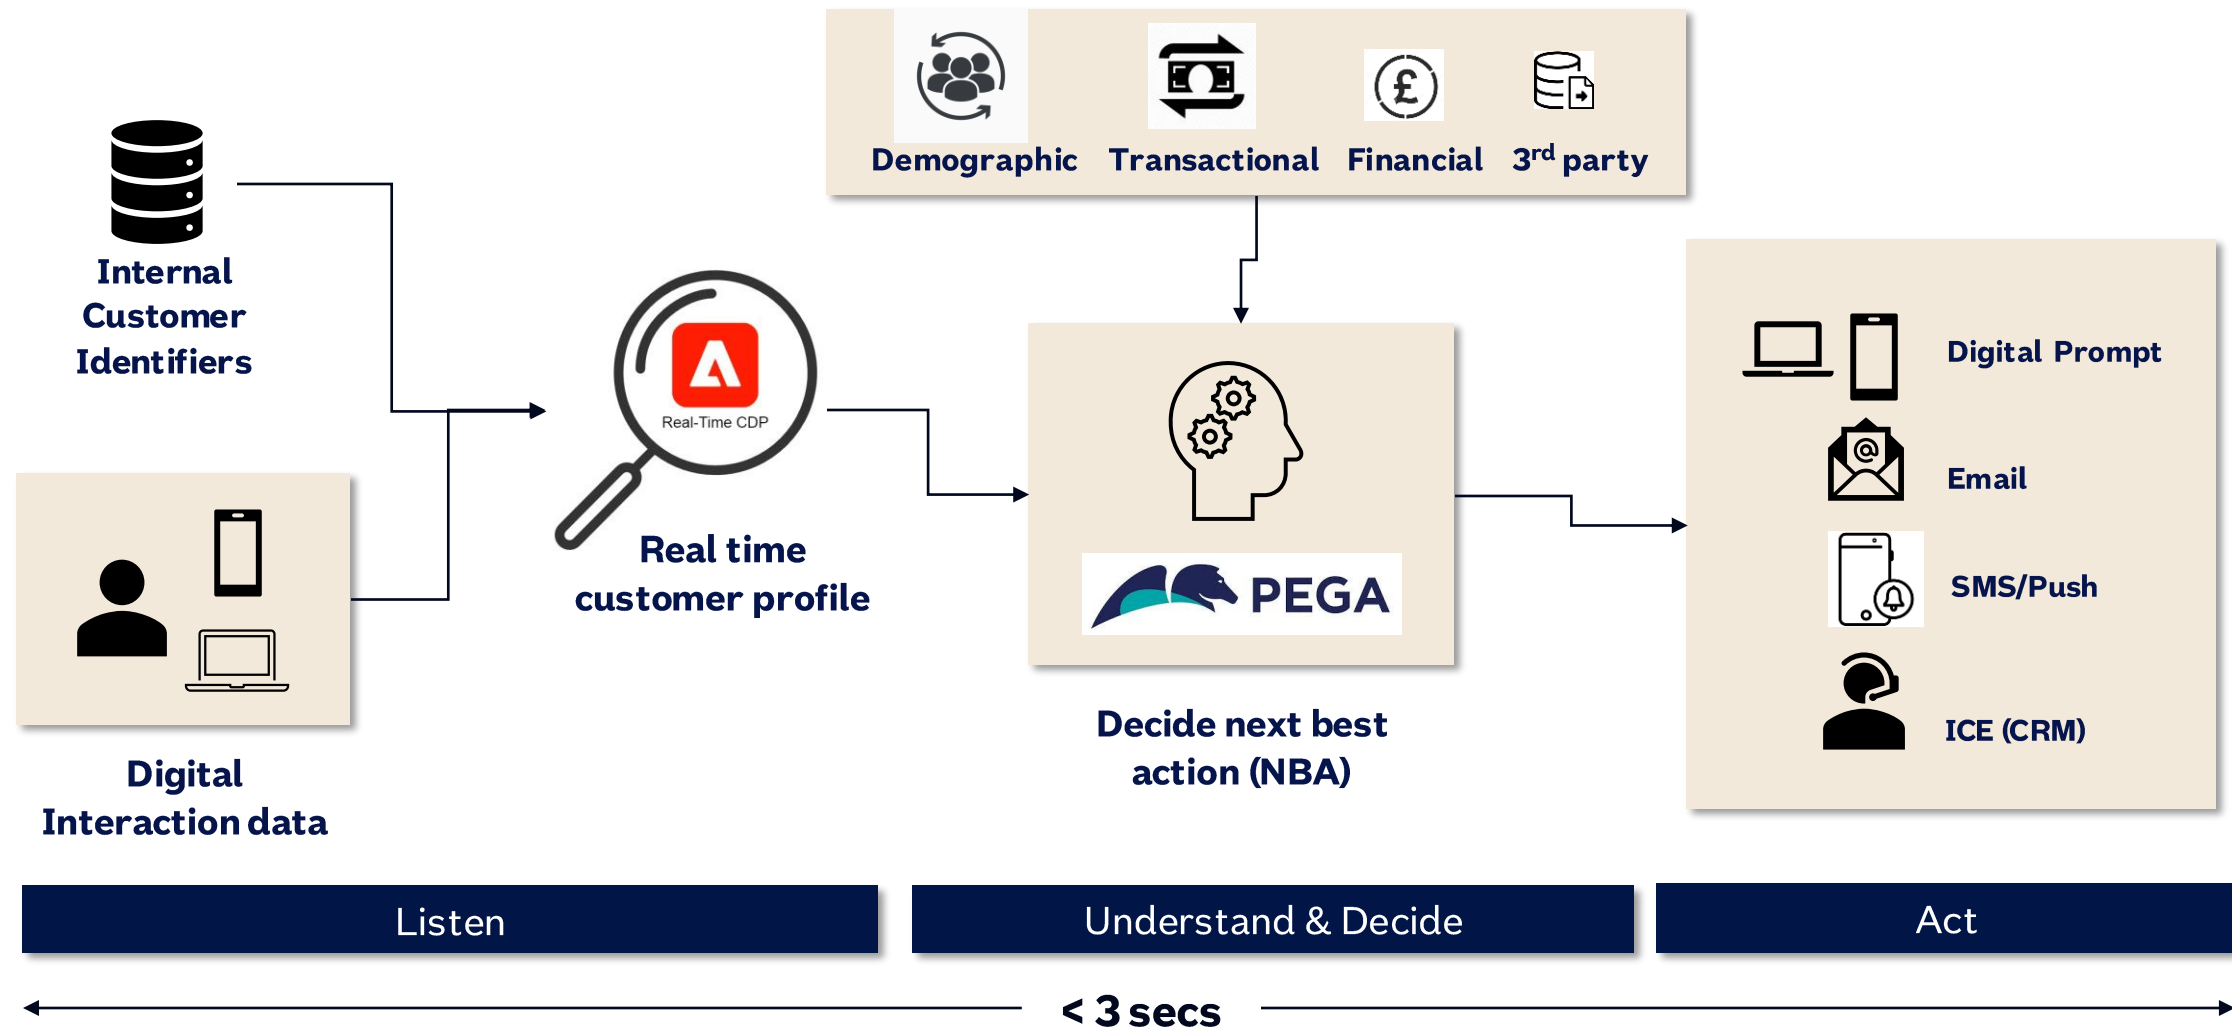 Demographic
Transactional
Financial
3rd party
Internal
Customer
Identifiers
Real-Time CDP
Real time
customer profile
Digital
Interaction data
PEGA
Decide next best
action (NBA)
Digital Prompt
@
Email
SMS/Push
ICE (CRM)
£
Listen
Understand & Decide
Act
< 3 secs